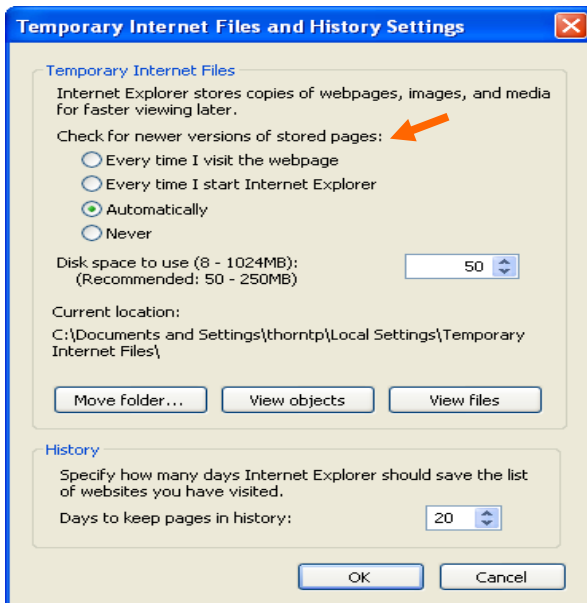 Temporary Internet Files and History Settings
Temporary Internet Files
Internet Explorer stores copies of webpages, images, and media
for faster viewing later.
Check for newer versions of stored pages:
Every time I visit the webpage
Every time I start Internet Explorer
Automatically
Never
Disk space to use (8 - 1024MB): 50
(Recommended: 50 - 250MB)
Current location:
C:\Documents and Settings\thorntp\Local Settings\Temporary
Internet Files\
Move folder... View objects View files
History
Specify how many days Internet Explorer should save the list
of websites you have visited.
Days to keep pages in history: 20
OK Cancel